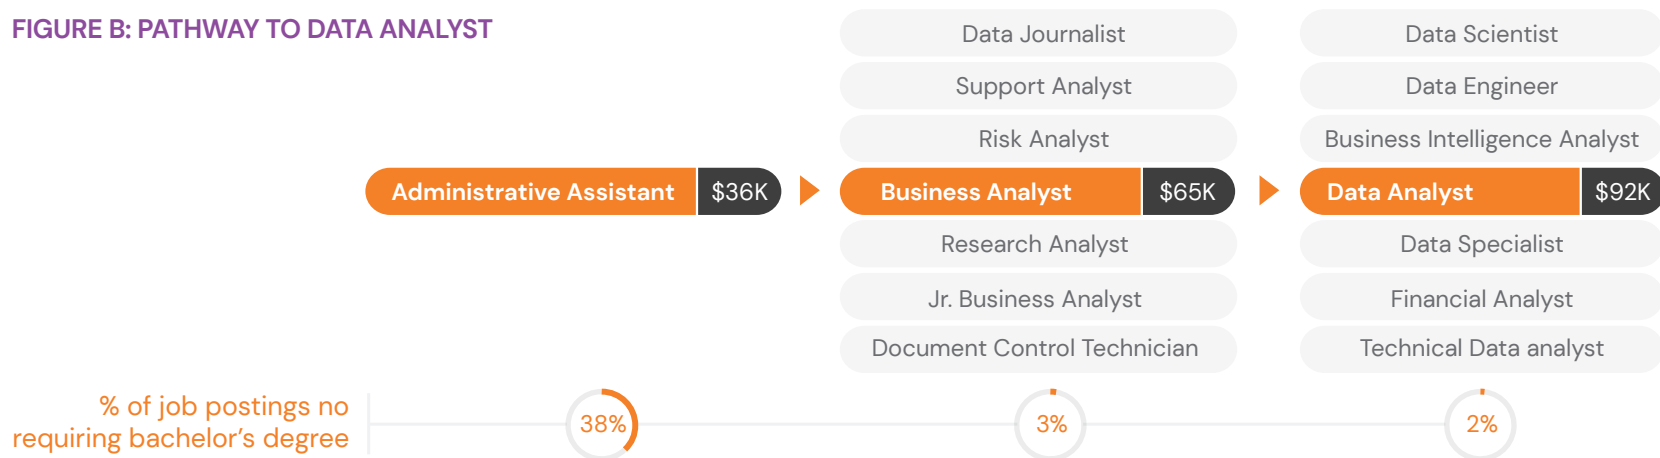 FIGURE B: PATHWAY TO DATA ANALYST
Administrative Assistant $36K
Data Journalist
Support Analyst
Risk Analyst
Business Analyst $65K
Research Analyst
Jr. Business Analyst
Document Control Technician
Data Scientist
Data Engineer
Business Intelligence Analyst
Data Analyst $92K
Data Specialist
Financial Analyst
Technical Data analyst
% of job postings no
requiring bachelor’s degree
38%
3%
2%